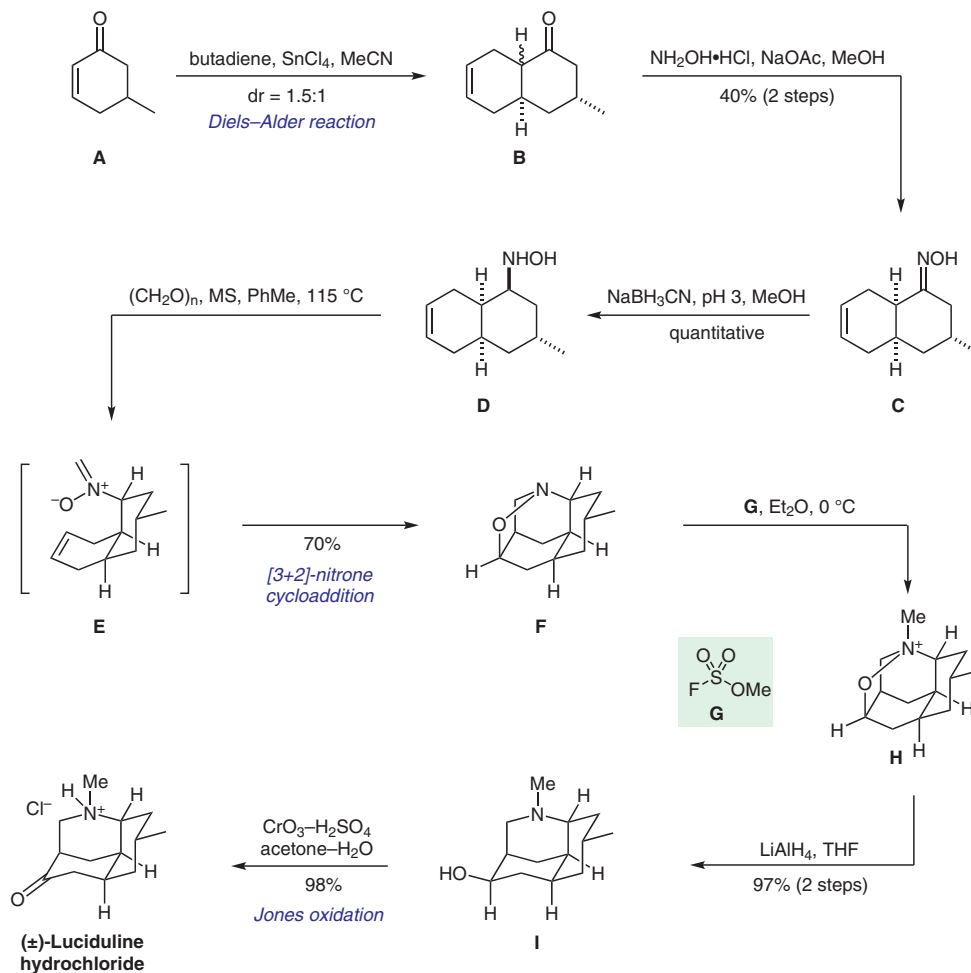 O
A
butadiene, SnCl₄, MeCN
dr = 1.5:1
Diels–Alder reaction
H
O
H
B
NH₂OH•HCl, NaOAc, MeOH
40% (2 steps)
(CH₂O)ₙ, MS, PhMe, 115 °C
NHOH
H
H
D
NaBH₃CN, pH 3, MeOH
quantitative
NOH
H
H
C
H
N⁺
⁻O
H
H
E
70%
[3+2]-nitrone
cycloaddition
N
H
O
H
H
H
F
G, Et₂O, 0 °C
O O
S
F OMe
G
Me
H
N⁺
O
H
H
H
H
LiAlH₄, THF
97% (2 steps)
Me
N
H
H
HO
H
H
I
CrO₃–H₂SO₄
acetone–H₂O
98%
Jones oxidation
Me
H
Cl⁻
N⁺
H
H
O
H
(±)-Luciduline
hydrochloride